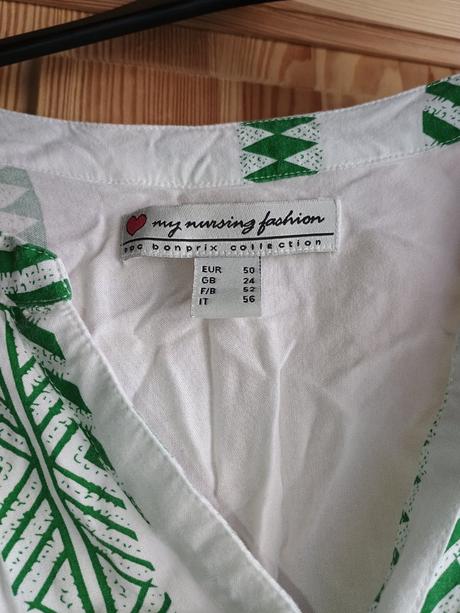 my nursing fashion
bpc bonprix collection
EUR 50
GB 24
F/B 52
IT 56